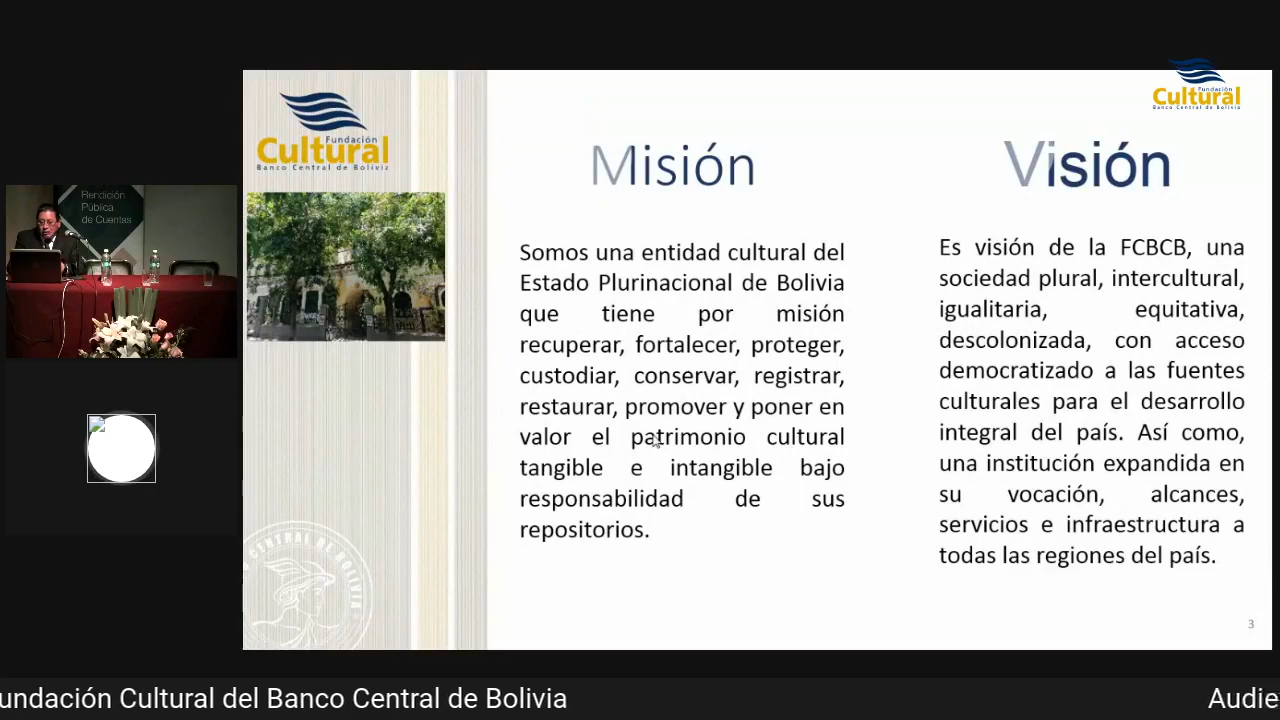 Fundación
Cultural
Banco Central de Bolivia
Rendición
Pública
de Cuentas
Fundación
Cultural
Banco Central de Bolivia
CENTRAL DE BOLIVIA
Misión
Somos una entidad cultural del
Estado Plurinacional de Bolivia
que tiene por misión
recuperar, fortalecer, proteger,
custodiar, conservar, registrar,
restaurar, promover y poner en
valor el patrimonio cultural
tangible e intangible bajo
responsabilidad de sus
repositorios.
Visión
Es visión de la FCBCB, una
sociedad plural, intercultural,
igualitaria, equitativa,
descolonizada, con acceso
democratizado a las fuentes
culturales para el desarrollo
integral del país. Así como,
una institución expandida en
su vocación, alcances,
servicios e infraestructura a
todas las regiones del país.
3
undación Cultural del Banco Central de Bolivia
Audie